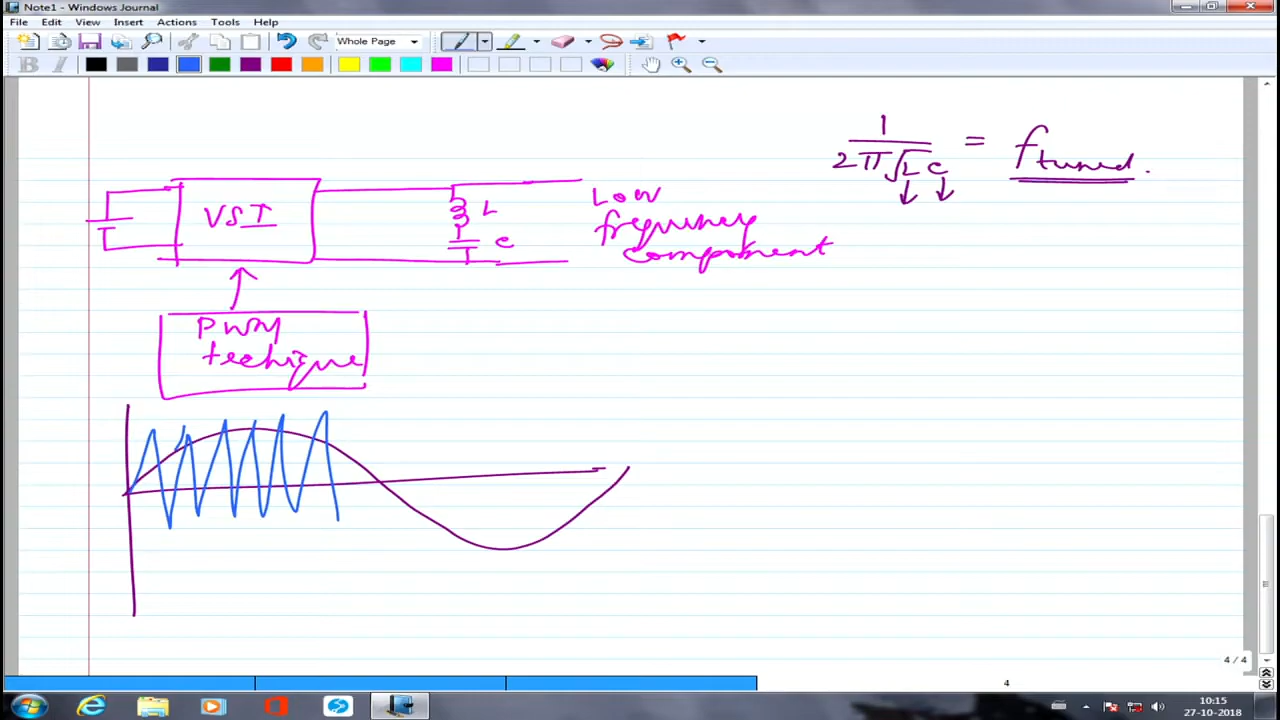 Note1 - Windows Journal
File Edit View Insert Actions Tools Help
Whole Page
B I
1
2π√LC = f tuned.
VSI
L
C
Low
frequency
component
PWM
technique
4 / 4
4
10:15
27-10-2018